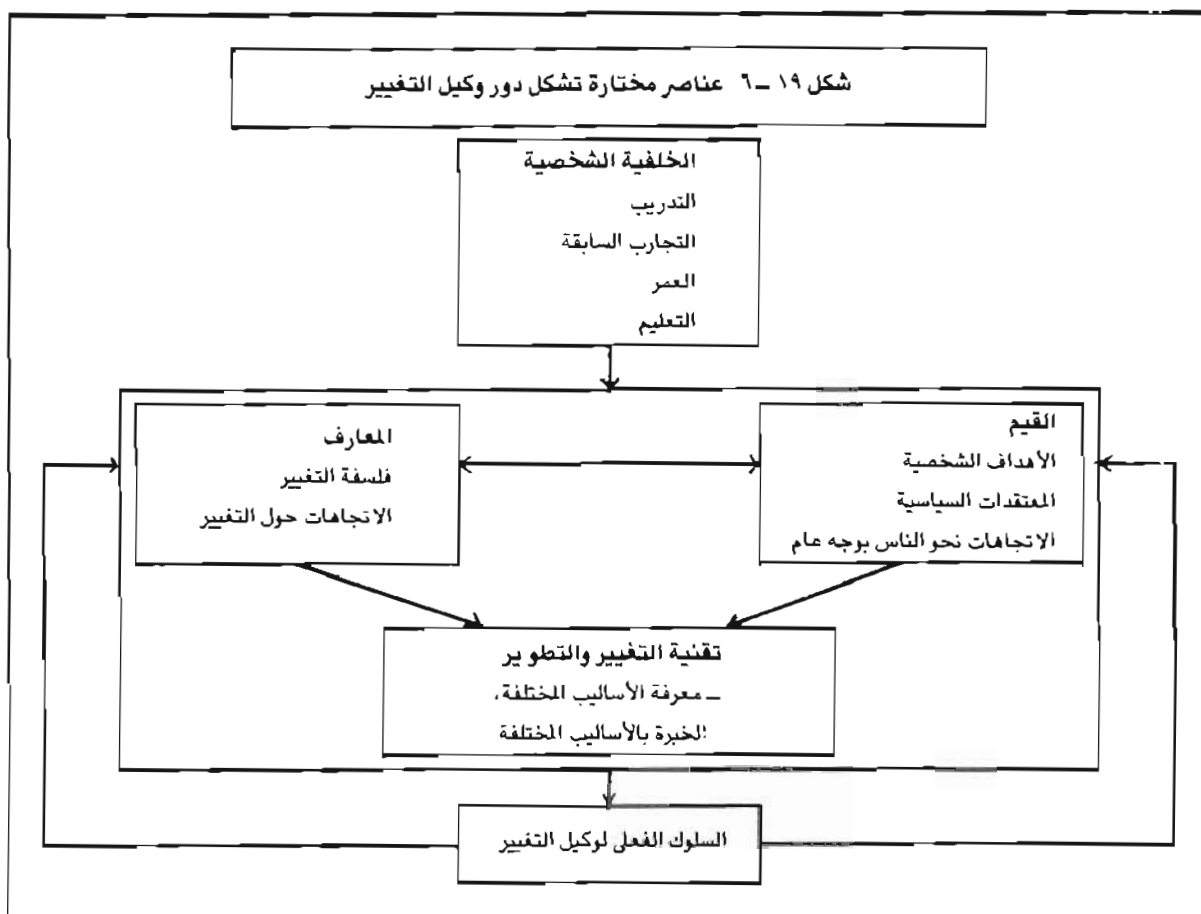 شكل ١٩ – ٦ عناصر مختارة تشكل دور وكيل التغيير
الخلفية الشخصية
التدريب
التجارب السابقة
العمر
التعليم
القيم
الأهداف الشخصية
المعتقدات السياسية
الاتجاهات نحو الناس بوجه عام
المعارف
فلسفة التغيير
الاتجاهات حول التغيير
تقنية التغيير والتطوير
– معرفة الأساليب المختلفة،
الخبرة بالأساليب المختلفة
السلوك الفعلى لوكيل التغيير